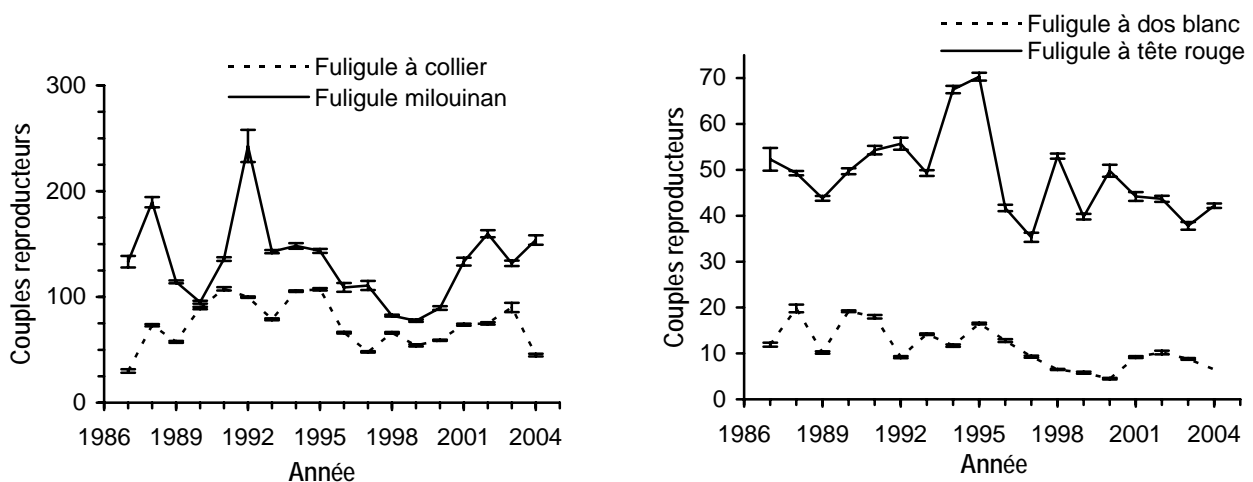 Fuligule à collier
Fuligule milouinan
Couples reproducteurs
300
200
100
0
1986 1989 1992 1995 1998 2001 2004
Année
Fuligule à dos blanc
Fuligule à tête rouge
Couples reproducteurs
70
60
50
40
30
20
10
0
1986 1989 1992 1995 1998 2001 2004
Année